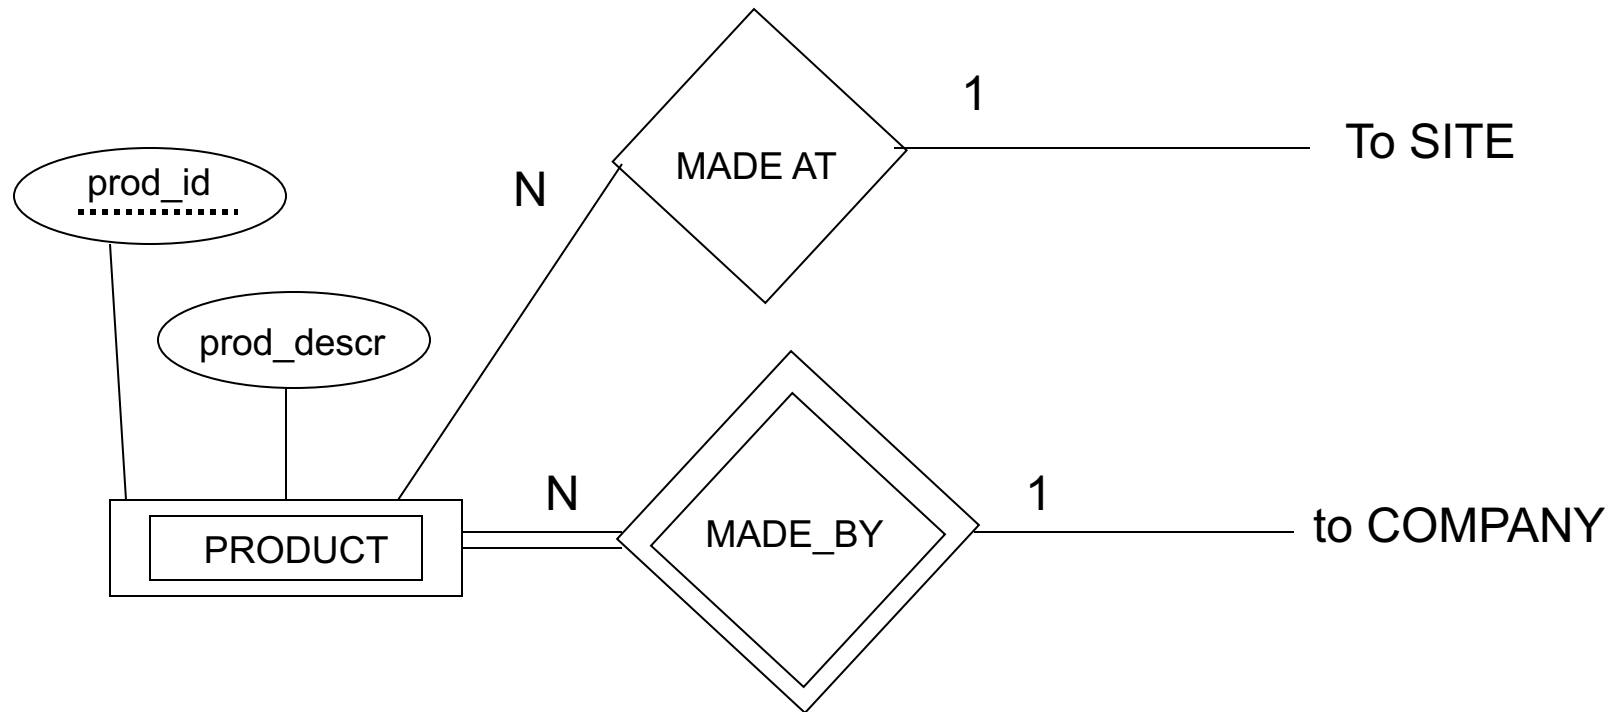 1
To SITE
MADE AT
prod_id
N
prod_descr
N
1
to COMPANY
MADE_BY
PRODUCT